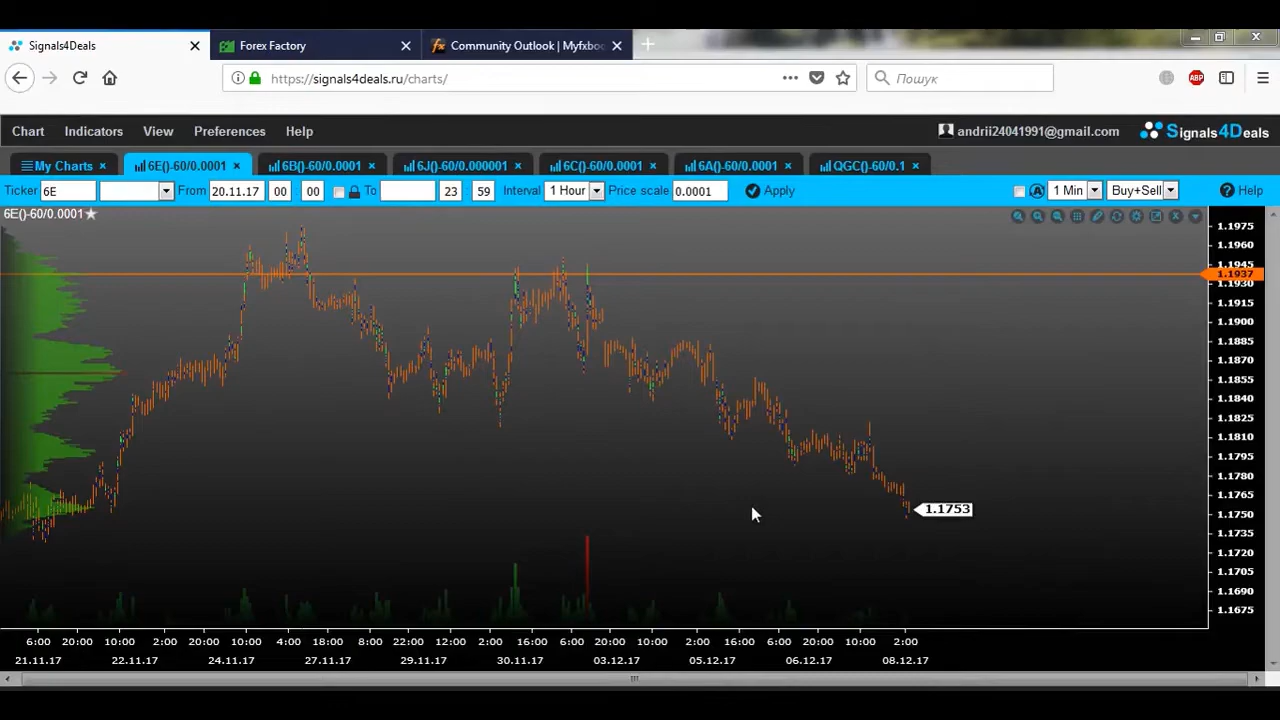 Signals4Deals
Forex Factory
Community Outlook | Myfxboo
https://signals4deals.ru/charts/
Пошук
ABP
Chart Indicators View Preferences Help
andrii24041991@gmail.com
Signals4Deals
My Charts 6E()-60/0.0001 6B()-60/0.0001 6J()-60/0.000001 6C()-60/0.0001 6A()-60/0.0001 QGC()-60/0.1
Ticker 6E From 20.11.17 00 00 To 23 59 Interval 1 Hour Price scale 0.0001 Apply A 1 Min Buy+Sell Help
6E()-60/0.0001
1.1975
1.1960
1.1945
1.1937
1.1930
1.1915
1.1900
1.1885
1.1870
1.1855
1.1840
1.1825
1.1810
1.1795
1.1780
1.1765
1.1753
1.1750
1.1735
1.1720
1.1705
1.1690
1.1675
6:00 20:00 10:00 2:00 20:00 10:00 4:00 18:00 8:00 22:00 12:00 2:00 16:00 6:00 20:00 10:00 2:00 16:00 6:00 20:00 10:00 2:00
21.11.17 22.11.17 24.11.17 27.11.17 29.11.17 30.11.17 03.12.17 05.12.17 06.12.17 08.12.17